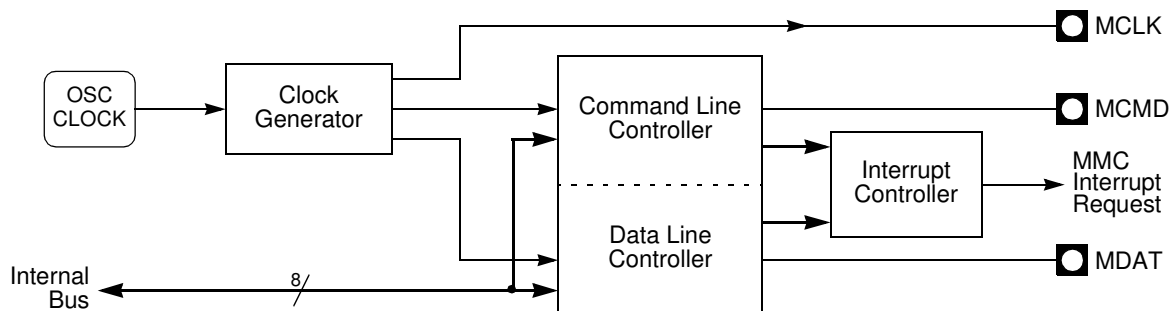 MCLK
OSC
CLOCK
Clock
Generator
Command Line
Controller
MCMD
Interrupt
Controller
MMC
Interrupt
Request
Data Line
Controller
MDAT
Internal
Bus
8